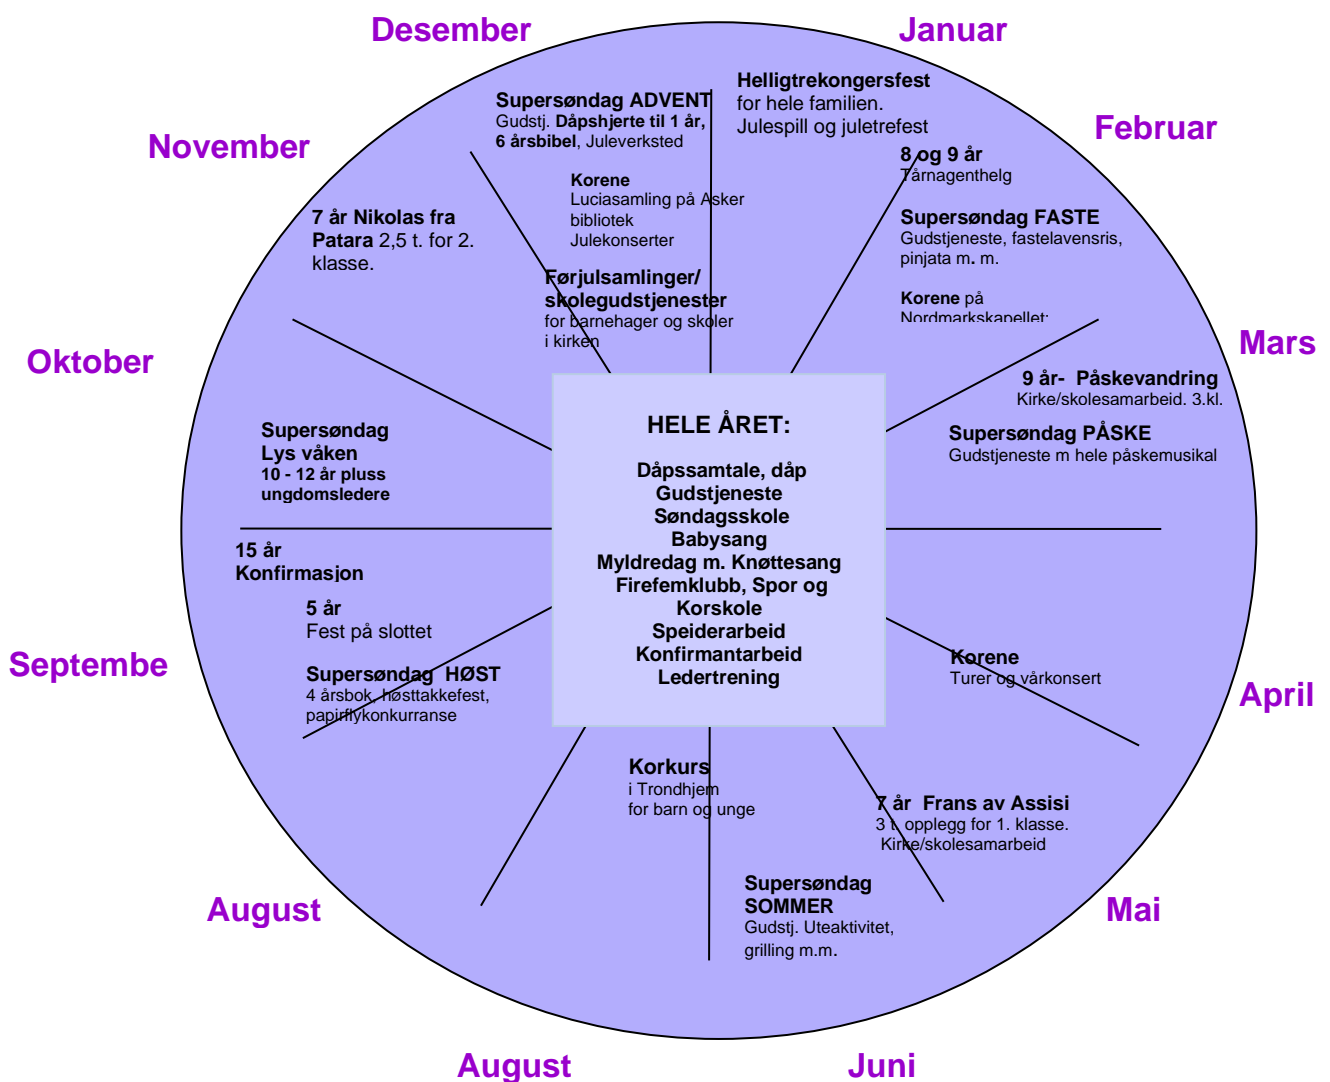 Desember
Januar
Februar
Mars
April
Mai
Juni
August
August
Septembe
Oktober
November
Helligtrekongersfest
for hele familien.
Julespill og juletrefest
8 og 9 år
Tårnagenthelg
Supersøndag FASTE
Gudstjeneste, fastelavensris,
pinjata m. m.
Korene på
Nordmarkskapellet:
9 år- Påskevandring
Kirke/skolesamarbeid. 3.kl.
Supersøndag PÅSKE
Gudstjeneste m hele påskemusikal
Korene
Turer og vårkonsert
7 år Frans av Assisi
3 t. opplegg for 1. klasse.
Kirke/skolesamarbeid
Supersøndag
SOMMER
Gudstj. Uteaktivitet,
grilling m.m.
Korkurs
i Trondhjem
for barn og unge
15 år
Konfirmasjon
5 år
Fest på slottet
Supersøndag HØST
4 årsbok, høsttakkefest,
papirflykonkurranse
Supersøndag
Lys våken
10 - 12 år pluss
ungdomsledere
7 år Nikolas fra
Patara 2,5 t. for 2.
klasse.
Supersøndag ADVENT
Gudstj. Dåpshjerte til 1 år,
6 årsbibel, Juleverksted
Korene
Luciasamling på Asker
bibliotek
Julekonserter
Førjulsamlinger/
skolegudstjenester
for barnehager og skoler
i kirken
HELE ÅRET:
Dåpssamtale, dåp
Gudstjeneste
Søndagsskole
Babysang
Myldredag m. Knøttesang
Firefemklubb, Spor og
Korskole
Speiderarbeid
Konfirmantarbeid
Ledertrening